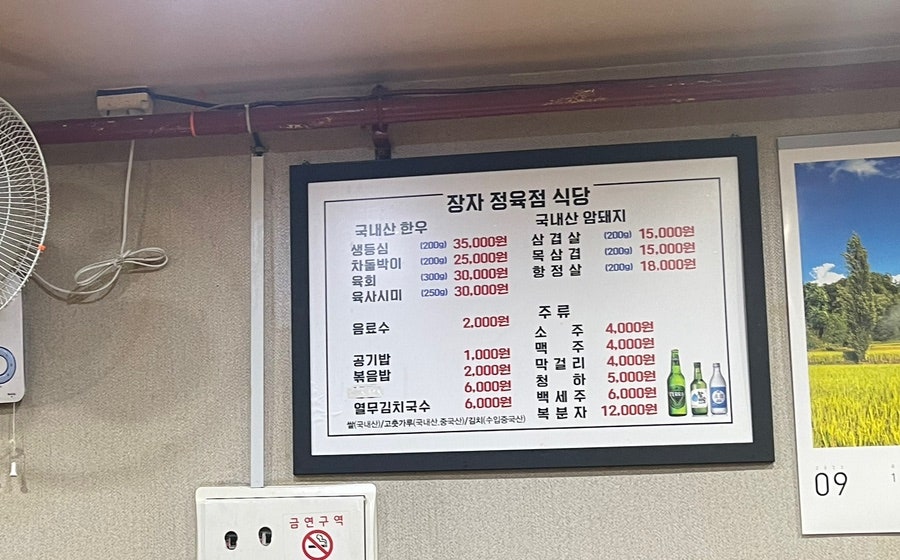 장자 정육점 식당
국내산 한우
생등심 (200g) 35,000원
차돌박이 (200g) 25,000원
육회 (300g) 30,000원
육사시미 (250g) 30,000원
음료수 2,000원
공기밥 1,000원
볶음밥 2,000원
6,000원
열무김치국수 6,000원
쌀(국내산)/고춧가루(국내산,중국산)/김치(수입중국산)
국내산 암돼지
삼겹살 (200g) 15,000원
목삼겹 (200g) 15,000원
항정살 (200g) 18,000원
주류
소주 4,000원
맥주 4,000원
막걸리 4,000원
청하 5,000원
백세주 6,000원
복분자 12,000원
09
금연구역